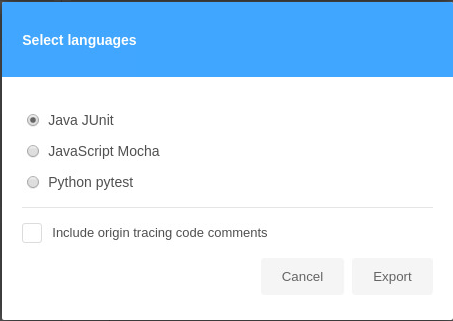 Select languages
Java JUnit
JavaScript Mocha
Python pytest
Include origin tracing code comments
Cancel Export